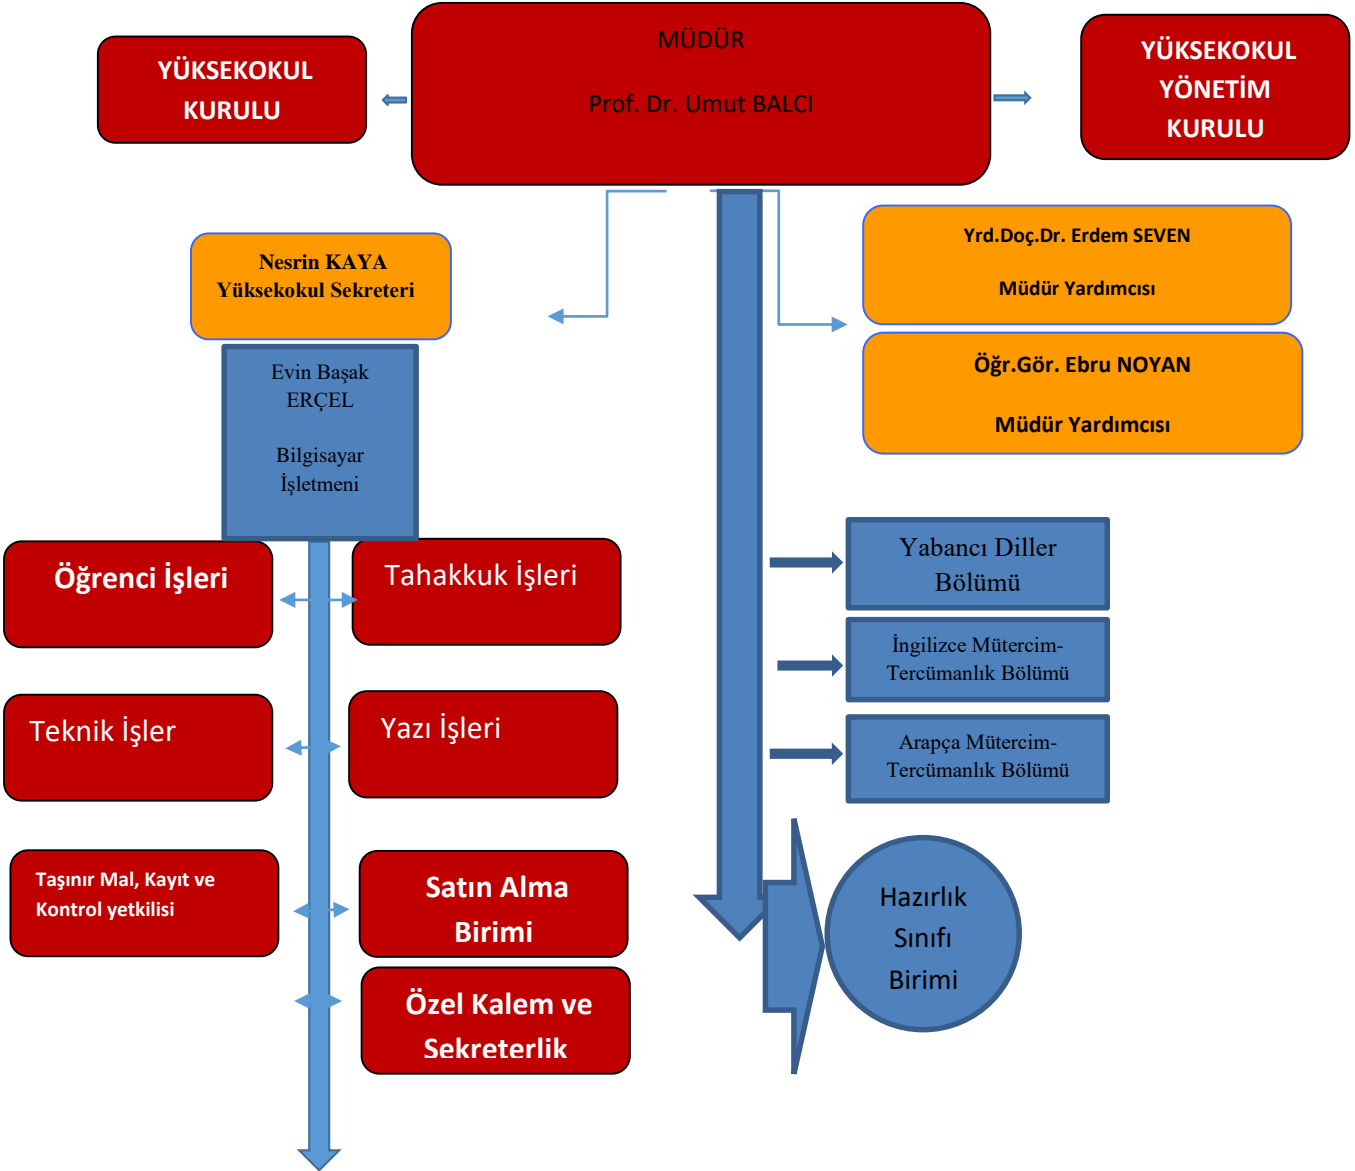 MÜDÜR
Prof. Dr. Umut BALCI
YÜKSEKOKUL
KURULU
YÜKSEKOKUL
YÖNETİM
KURULU
Nesrin KAYA
Yüksekokul Sekreteri
Yrd.Doç.Dr. Erdem SEVEN
Müdür Yardımcısı
Öğr.Gör. Ebru NOYAN
Müdür Yardımcısı
Evin Başak
ERÇEL
Bilgisayar
İşletmeni
Öğrenci İşleri
Tahakkuk İşleri
Teknik İşler
Yazı İşleri
Taşınır Mal, Kayıt ve
Kontrol yetkilisi
Satın Alma
Birimi
Özel Kalem ve
Sekreterlik
Yabancı Diller
Bölümü
İngilizce Mütercim-
Tercümanlık Bölümü
Arapça Mütercim-
Tercümanlık Bölümü
Hazırlık
Sınıfı
Birimi